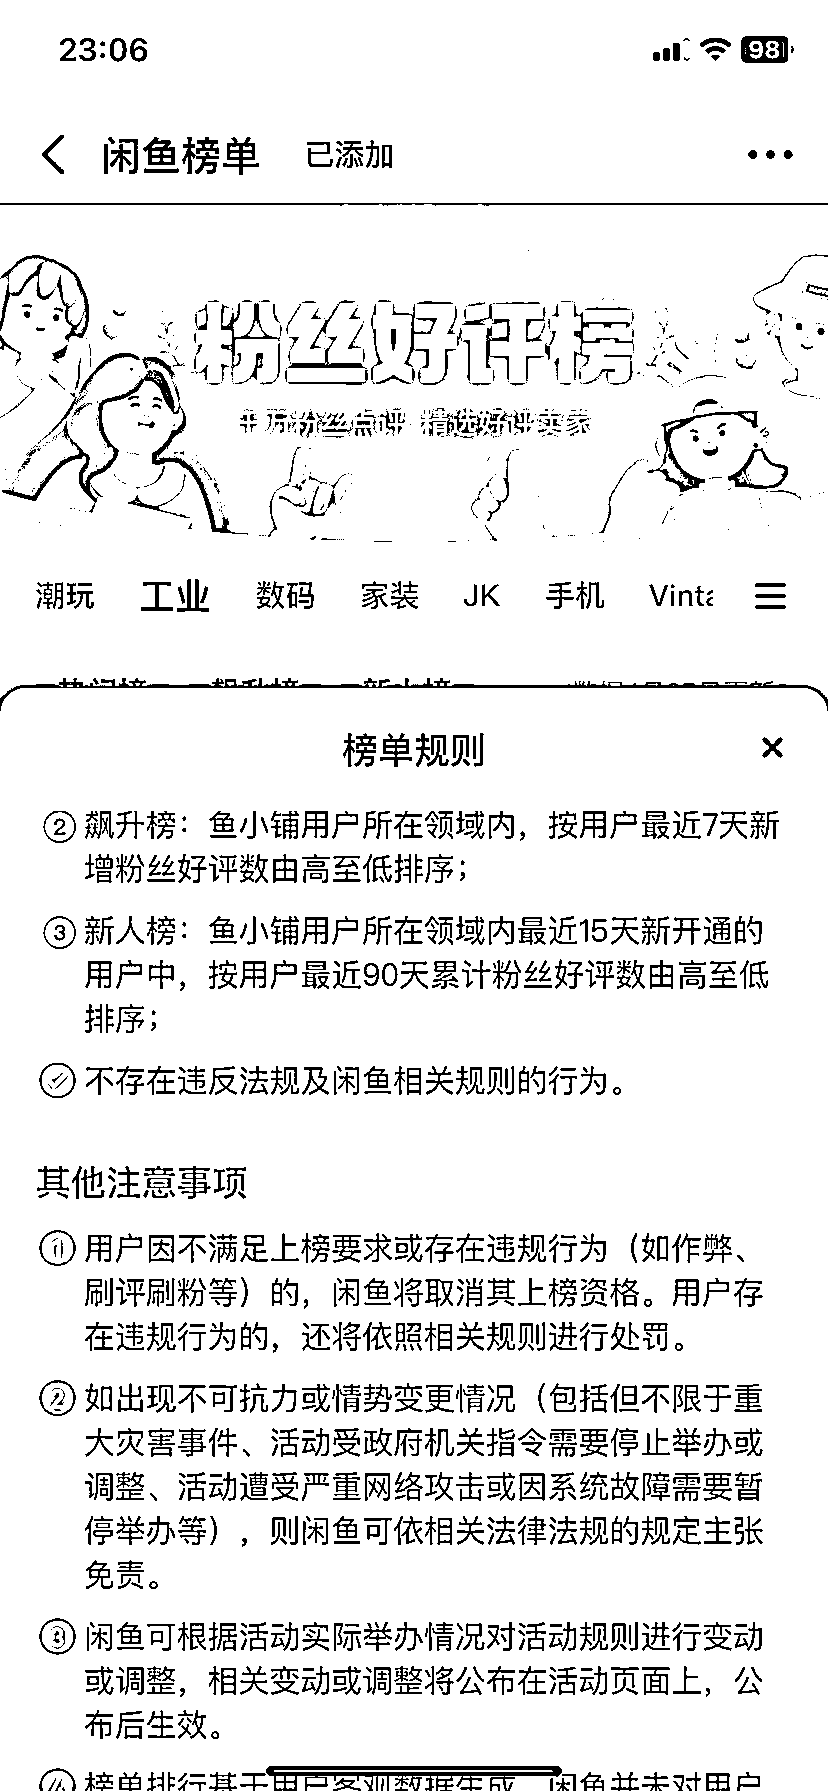 23:06
98
闲鱼榜单 已添加
粉丝好评榜
千万粉丝点评 精选好评卖家
潮玩 工业 数码 家装 JK 手机 Vinta
榜单规则
② 飙升榜：鱼小铺用户所在领域内，按用户最近7天新
增粉丝好评数由高至低排序；
③ 新人榜：鱼小铺用户所在领域内最近15天新开通的
用户中，按用户最近90天累计粉丝好评数由高至低
排序；
不存在违反法规及闲鱼相关规则的行为。
其他注意事项
① 用户因不满足上榜要求或存在违规行为（如作弊、
刷评刷粉等）的，闲鱼将取消其上榜资格。用户存
在违规行为的，还将依照相关规则进行处罚。
② 如出现不可抗力或情势变更情况（包括但不限于重
大灾害事件、活动受政府机关指令需要停止举办或
调整、活动遭受严重网络攻击或因系统故障需要暂
停举办等），则闲鱼可依相关法律法规的规定主张
免责。
③ 闲鱼可根据活动实际举办情况对活动规则进行变动
或调整，相关变动或调整将公布在活动页面上，公
布后生效。
④ 榜单排行基于用户客观数据生成，闲鱼并未对用户